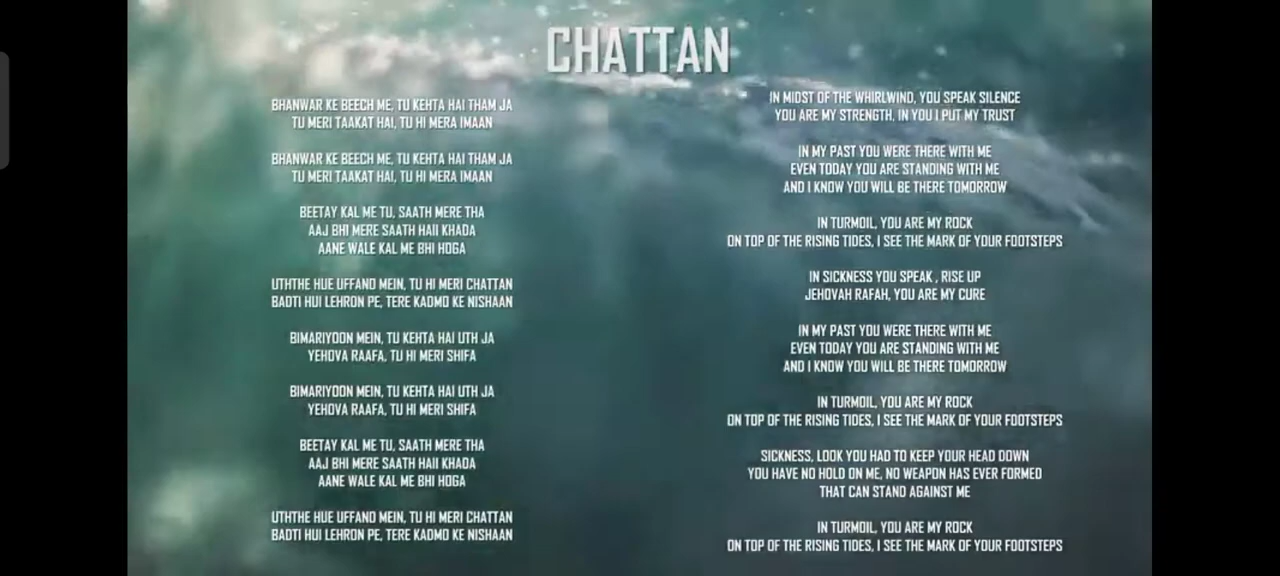 CHATTAN
BHANWAR KE BEECH ME, TU KEHTA HAI THAM JA
TU MERI TAAKAT HAI, TU HI MERA IMAAN
BHANWAR KE BEECH ME, TU KEHTA HAI THAM JA
TU MERI TAAKAT HAI, TU HI MERA IMAAN
BEETAY KAL ME TU, SAATH MERE THA
AAJ BHI MERE SAATH HAII KHADA
AANE WALE KAL ME BHI HOGA
UTHTHE HUE UFFAND MEIN, TU HI MERI CHATTAN
BADTI HUI LEHRON PE, TERE KADMO KE NISHAAN
BIMARIYOON MEIN, TU KEHTA HAI UTH JA
YEHOVA RAAFA, TU HI MERI SHIFA
BIMARIYOON MEIN, TU KEHTA HAI UTH JA
YEHOVA RAAFA, TU HI MERI SHIFA
BEETAY KAL ME TU, SAATH MERE THA
AAJ BHI MERE SAATH HAII KHADA
AANE WALE KAL ME BHI HOGA
UTHTHE HUE UFFAND MEIN, TU HI MERI CHATTAN
BADTI HUI LEHRON PE, TERE KADMO KE NISHAAN
IN MIDST OF THE WHIRLWIND, YOU SPEAK SILENCE
YOU ARE MY STRENGTH, IN YOU I PUT MY TRUST
IN MY PAST YOU WERE THERE WITH ME
EVEN TODAY YOU ARE STANDING WITH ME
AND I KNOW YOU WILL BE THERE TOMORROW
IN TURMOIL, YOU ARE MY ROCK
ON TOP OF THE RISING TIDES, I SEE THE MARK OF YOUR FOOTSTEPS
IN SICKNESS YOU SPEAK , RISE UP
JEHOVAH RAFAH, YOU ARE MY CURE
IN MY PAST YOU WERE THERE WITH ME
EVEN TODAY YOU ARE STANDING WITH ME
AND I KNOW YOU WILL BE THERE TOMORROW
IN TURMOIL, YOU ARE MY ROCK
ON TOP OF THE RISING TIDES, I SEE THE MARK OF YOUR FOOTSTEPS
SICKNESS, LOOK YOU HAD TO KEEP YOUR HEAD DOWN
YOU HAVE NO HOLD ON ME, NO WEAPON HAS EVER FORMED
THAT CAN STAND AGAINST ME
IN TURMOIL, YOU ARE MY ROCK
ON TOP OF THE RISING TIDES, I SEE THE MARK OF YOUR FOOTSTEPS